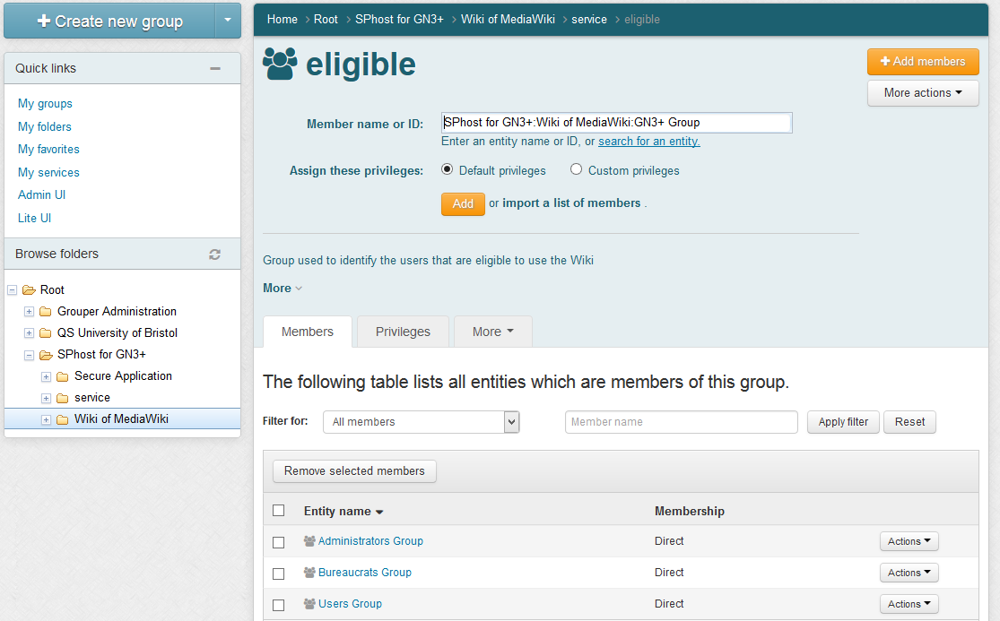 Create new group
Quick links
My groups
My folders
My favorites
My services
Admin UI
Lite UI
Browse folders
Root
Grouper Administration
QS University of Bristol
SPhost for GN3+
Secure Application
service
Wiki of MediaWiki
Home > Root > SPhost for GN3+ > Wiki of MediaWiki > service > eligible
eligible
Add members
More actions
Member name or ID: SPhost for GN3+:Wiki of MediaWiki:GN3+ Group
Enter an entity name or ID, or search for an entity.
Assign these privileges: Default privileges Custom privileges
Add or import a list of members .
Group used to identify the users that are eligible to use the Wiki
More
Members Privileges More
The following table lists all entities which are members of this group.
Filter for: All members Member name Apply filter Reset
Remove selected members
Entity name Membership
Administrators Group Direct Actions
Bureaucrats Group Direct Actions
Users Group Direct Actions